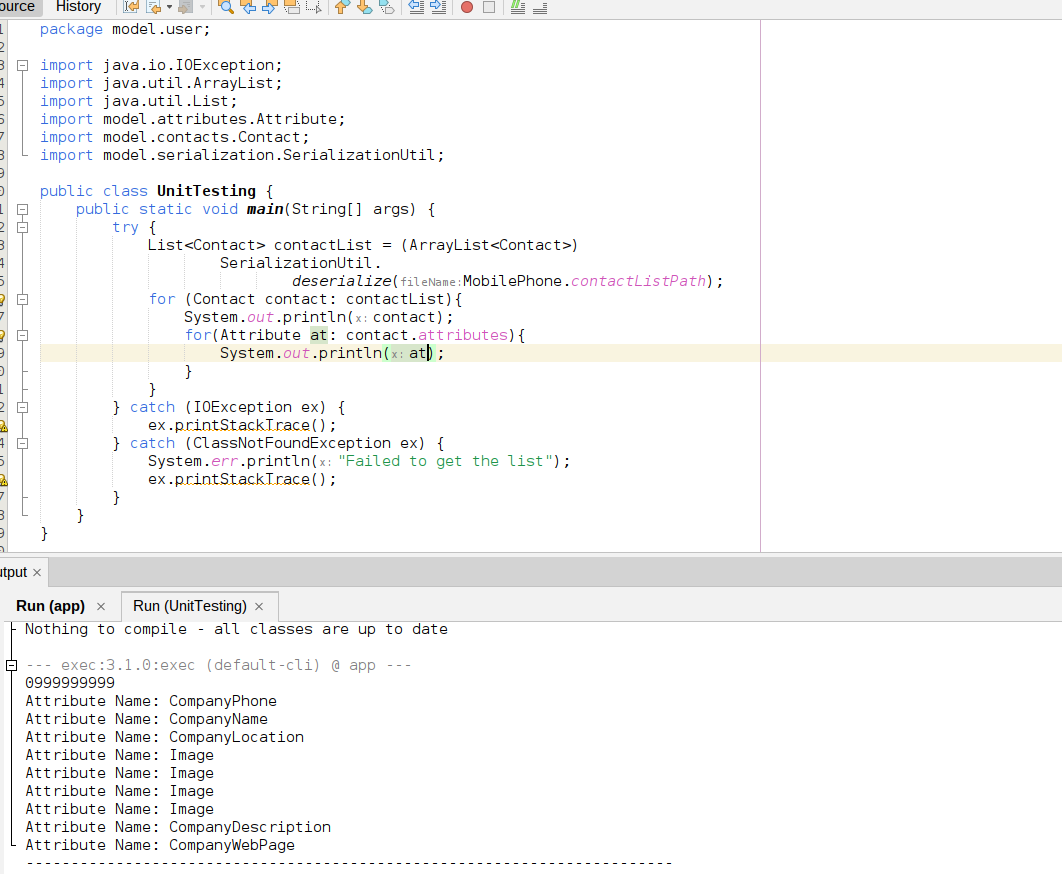 ource History
package model.user;
import java.io.IOException;
import java.util.ArrayList;
import java.util.List;
import model.attributes.Attribute;
import model.contacts.Contact;
import model.serialization.SerializationUtil;
public class UnitTesting {
public static void main(String[] args) {
try {
List<Contact> contactList = (ArrayList<Contact>)
SerializationUtil.
deserialize(fileName:MobilePhone.contactListPath);
for (Contact contact: contactList){
System.out.println(x: contact);
for(Attribute at: contact.attributes){
System.out.println(x: at);
}
}
} catch (IOException ex) {
ex.printStackTrace();
} catch (ClassNotFoundException ex) {
System.err.println(x: "Failed to get the list");
ex.printStackTrace();
}
}
}
utput ×
Run (app) × Run (UnitTesting) ×
Nothing to compile - all classes are up to date
--- exec:3.1.0:exec (default-cli) @ app ---
0999999999
Attribute Name: CompanyPhone
Attribute Name: CompanyName
Attribute Name: CompanyLocation
Attribute Name: Image
Attribute Name: Image
Attribute Name: Image
Attribute Name: Image
Attribute Name: CompanyDescription
Attribute Name: CompanyWebPage
------------------------------------------------------------------------